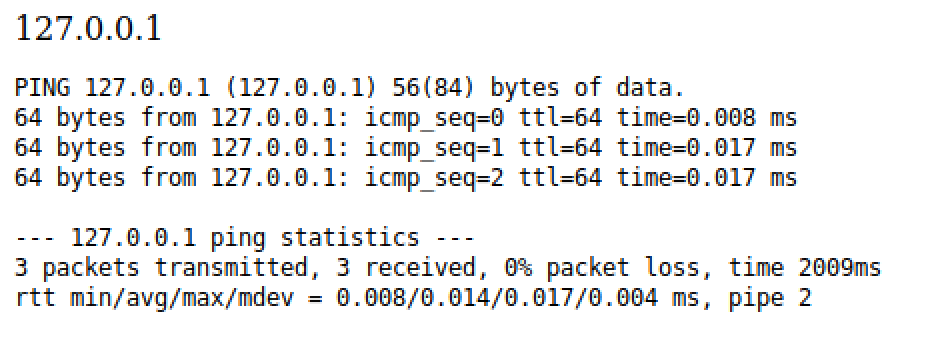 127.0.0.1
PING 127.0.0.1 (127.0.0.1) 56(84) bytes of data.
64 bytes from 127.0.0.1: icmp_seq=0 ttl=64 time=0.008 ms
64 bytes from 127.0.0.1: icmp_seq=1 ttl=64 time=0.017 ms
64 bytes from 127.0.0.1: icmp_seq=2 ttl=64 time=0.017 ms
--- 127.0.0.1 ping statistics ---
3 packets transmitted, 3 received, 0% packet loss, time 2009ms
rtt min/avg/max/mdev = 0.008/0.014/0.017/0.004 ms, pipe 2